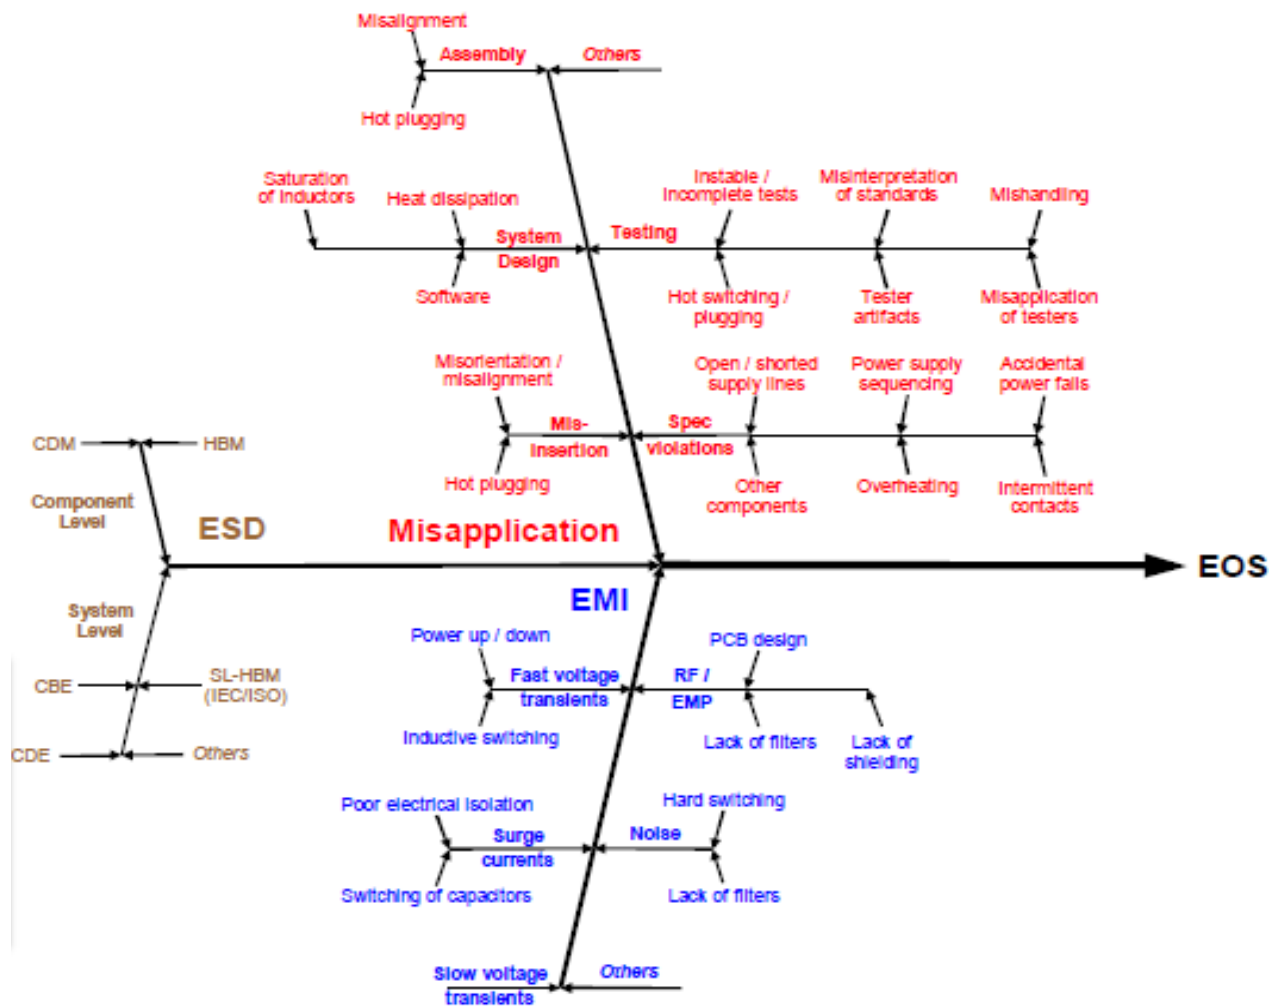 Misalignment
Assembly
Others
Hot plugging
Saturation
of inductors
Heat dissipation
System
Design
Software
Testing
Instable /
Incomplete tests
Misinterpretation
of standards
Mishandling
Hot switching /
plugging
Tester
artifacts
Misapplication
of testers
Misorientation /
misalignment
Mis-
insertion
Hot plugging
Spec
violations
Open / shorted
supply lines
Power supply
sequencing
Accidental
power fails
Other
components
Overheating
Intermittent
contacts
CDM
HBM
Component
Level
ESD
Misapplication
EOS
EMI
System
Level
CBE
SL-HBM
(IEC/ISO)
CDE
Others
Power up / down
Fast voltage
transients
Inductive switching
PCB design
RF /
EMP
Lack of filters
Lack of
shielding
Poor electrical isolation
Surge
currents
Switching of capacitors
Hard switching
Noise
Lack of filters
Slow voltage
transients
Others